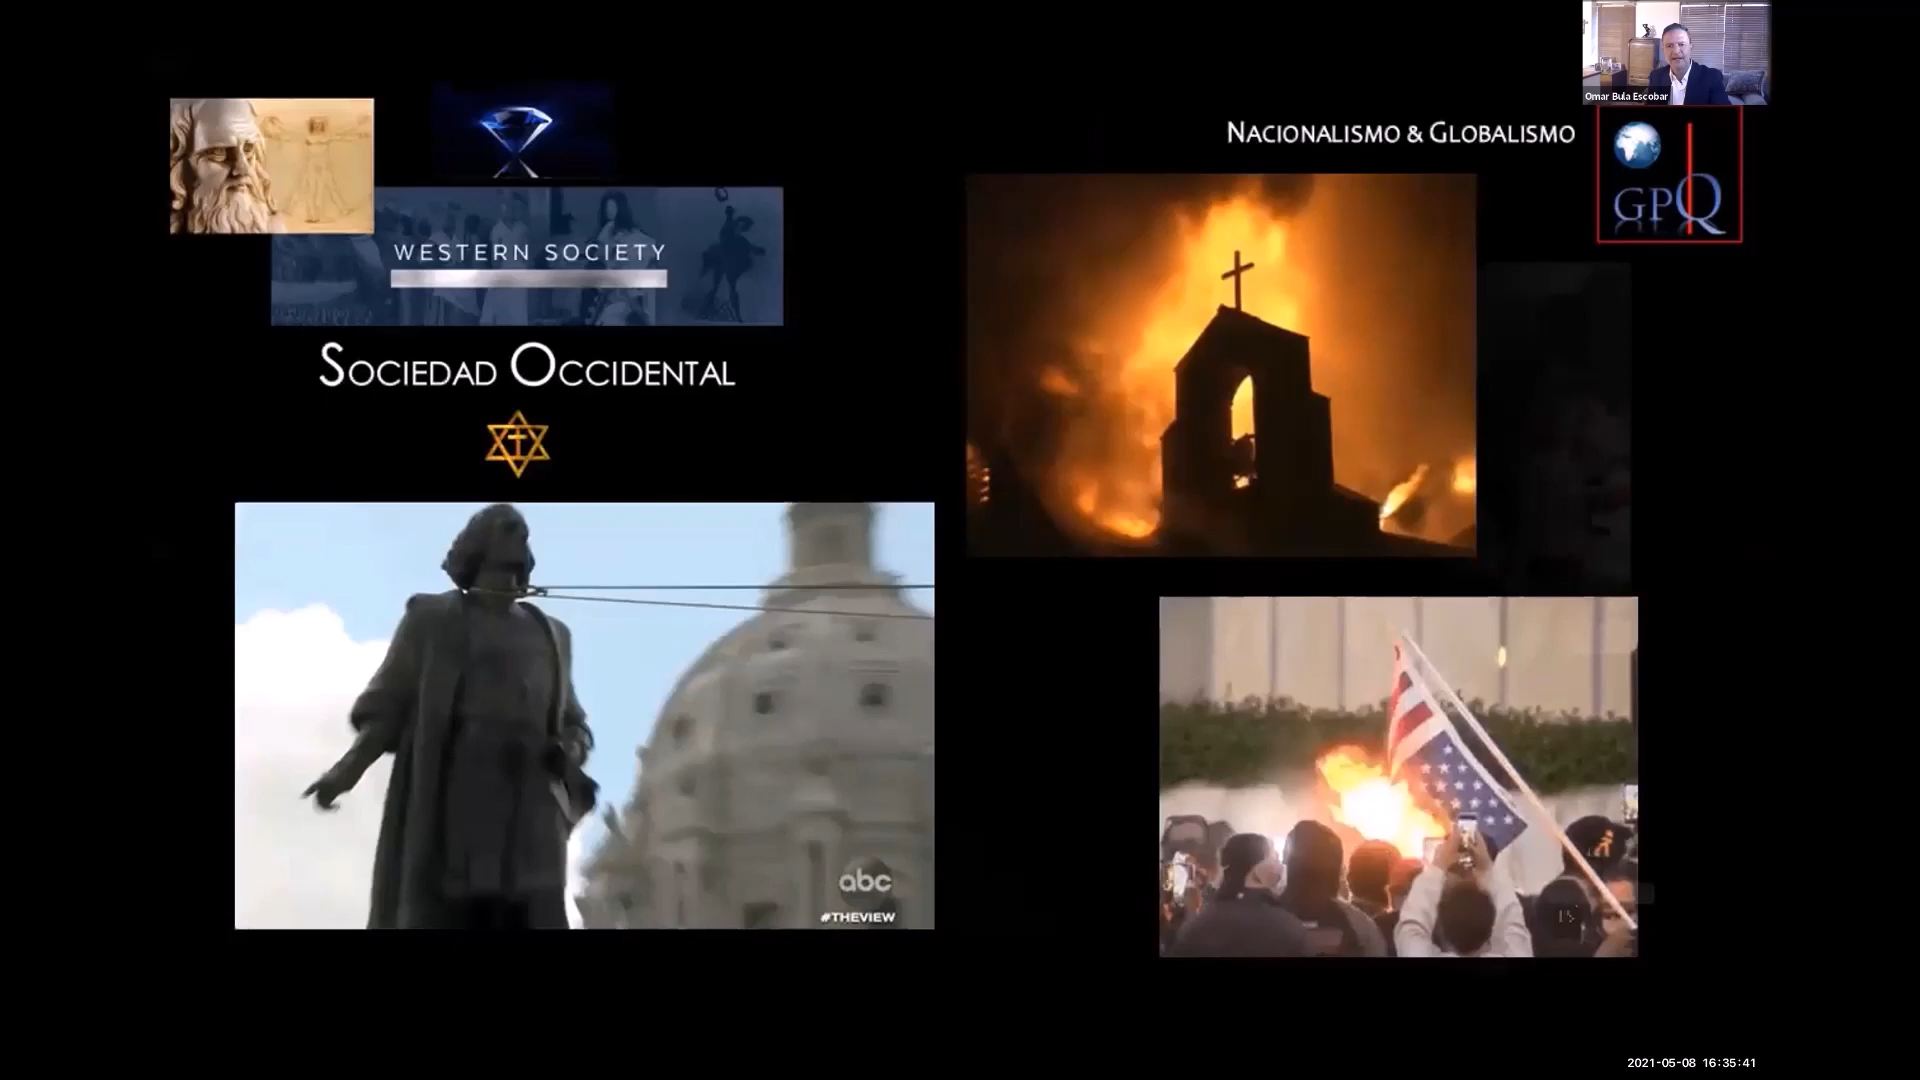 Omar Bula Escobar
NACIONALISMO & GLOBALISMO
GPQ
WESTERN SOCIETY
SOCIEDAD OCCIDENTAL
abc
#THEVIEW
2021-05-08 16:35:41